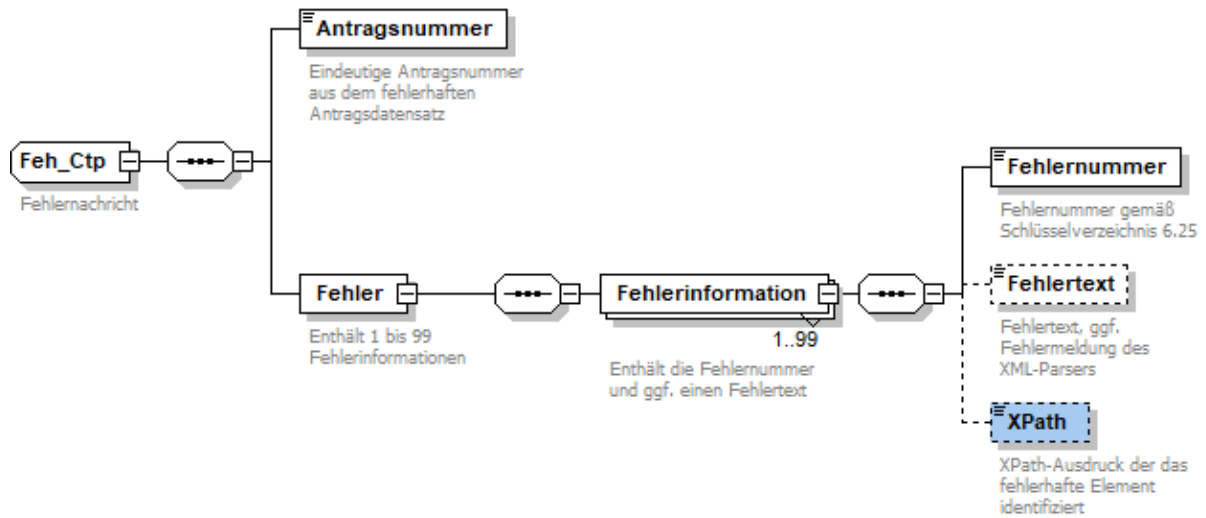 Antragsnummer
Eindeutige Antragsnummer
aus dem fehlerhaften
Antragsdatensatz
Feh_Ctp
Fehlernachricht
Fehler
Enthält 1 bis 99
Fehlerinformationen
Fehlerinformation
1..99
Enthält die Fehlernummer
und ggf. einen Fehlertext
Fehlernummer
Fehlernummer gemäß
Schlüsselverzeichnis 6.25
Fehlertext
Fehlertext, ggf.
Fehlermeldung des
XML-Parsers
XPath
XPath-Ausdruck der das
fehlerhafte Element
identifiziert